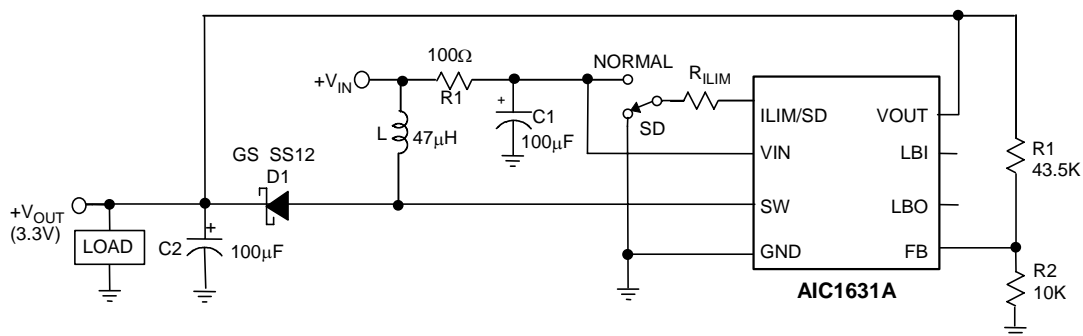 100Ω
NORMAL
+VIN
R1
RILIM
+
C1
100μF
SD
L
47μH
GS SS12
D1
+VOUT
(3.3V)
LOAD
C2
+
100μF
ILIM/SD
VOUT
VIN
LBI
SW
LBO
GND
FB
AIC1631A
R1
43.5K
R2
10K